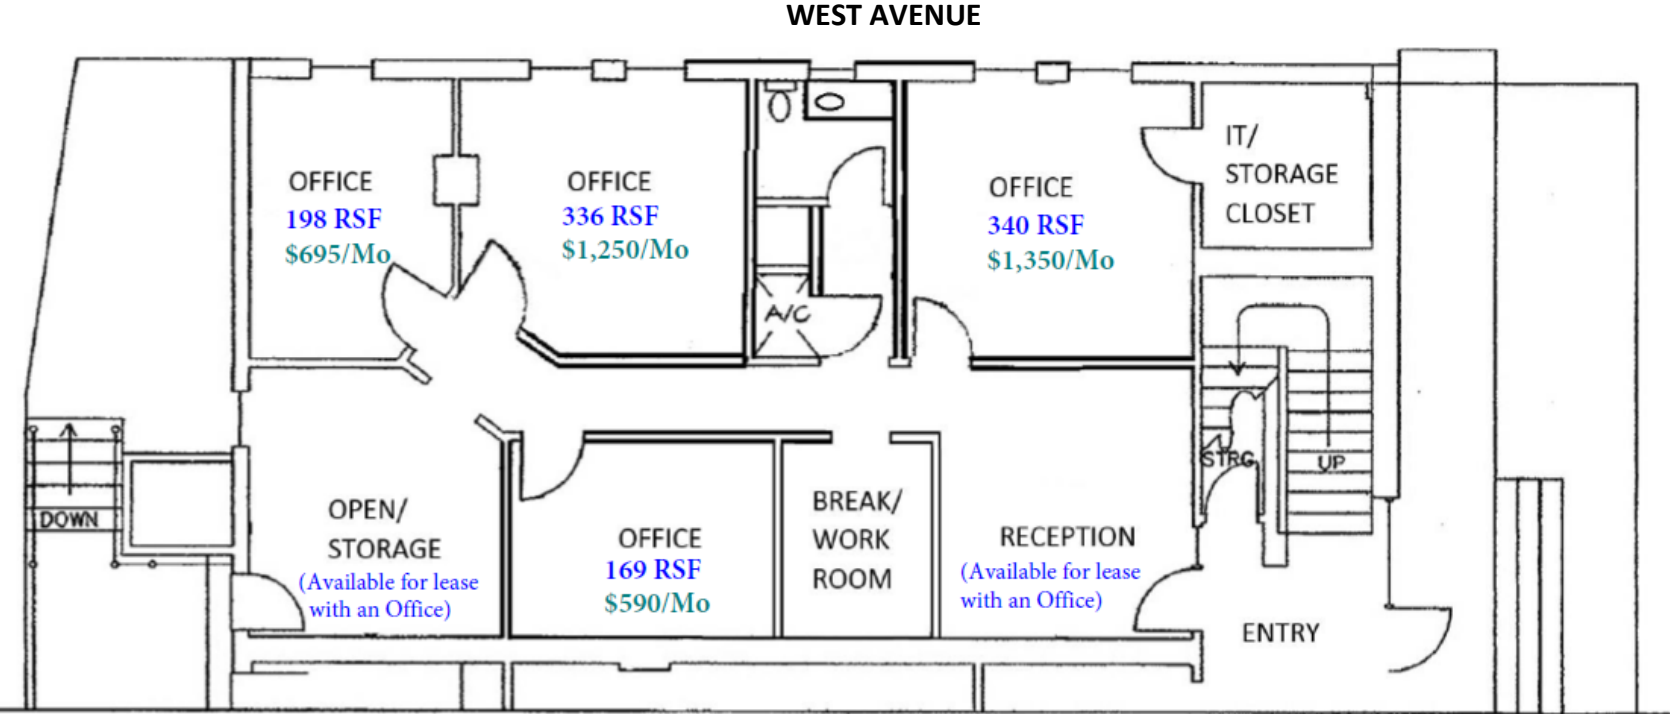 WEST AVENUE
OFFICE
198 RSF
$695/Mo
OFFICE
336 RSF
$1,250/Mo
A/C
OFFICE
340 RSF
$1,350/Mo
IT/
STORAGE
CLOSET
DOWN
OPEN/
STORAGE
(Available for lease
with an Office)
OFFICE
169 RSF
$590/Mo
BREAK/
WORK
ROOM
RECEPTION
(Available for lease
with an Office)
STRG
UP
ENTRY